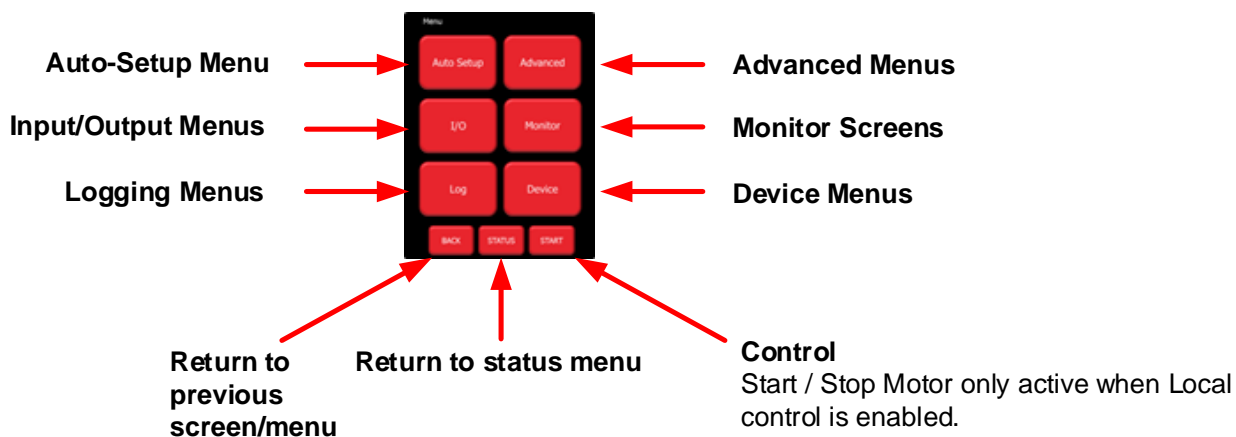 Menu
Auto-Setup Menu
Auto Setup
Advanced
Advanced Menus
Input/Output Menus
I/O
Monitor
Monitor Screens
Logging Menus
Log
Device
Device Menus
BACK
STATUS
START
Return to
previous
screen/menu
Return to status menu
Control
Start / Stop Motor only active when Local
control is enabled.